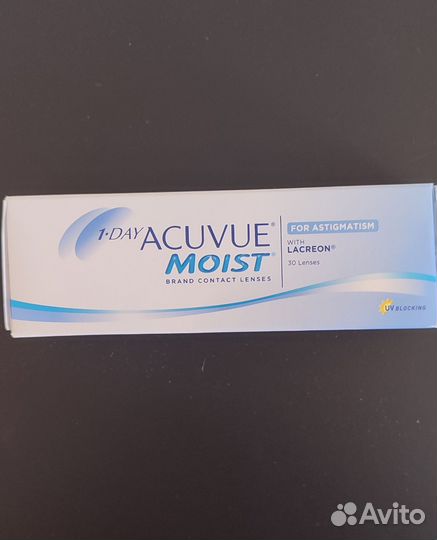 1·DAY ACUVUE®
MOIST®
BRAND CONTACT LENSES
FOR ASTIGMATISM
WITH
LACREON®
30 Lenses
UV BLOCKING
Avito